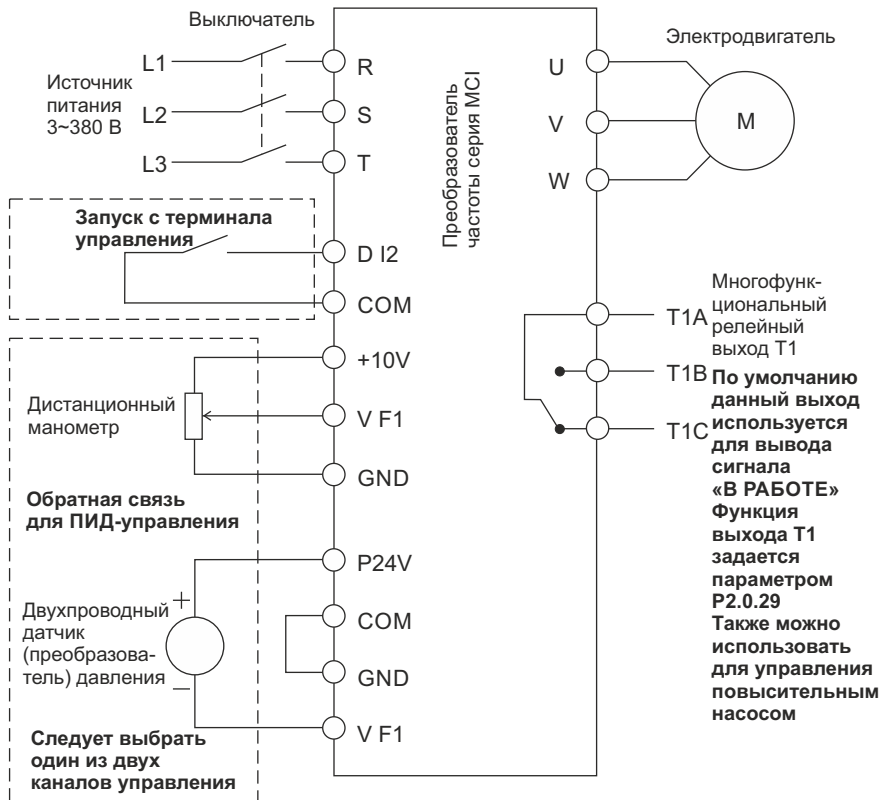 Выключатель
L1
L2
L3
Источник
питания
3~380 В
R
S
T
Преобразователь
частоты серия MCI
U
V
W
Электродвигатель
M
Запуск с терминала
управления
D I2
COM
+10V
Дистанционный
манометр
V F1
GND
Обратная связь
для ПИД-управления
P24V
Двухпроводный
датчик
(преобразова-
тель) давления
+
–
COM
GND
V F1
Следует выбрать
один из двух
каналов управления
T1A
T1B
T1C
Многофунк-
циональный
релейный
выход T1
По умолчанию
данный выход
используется
для вывода
сигнала
«В РАБОТЕ»
Функция
выхода T1
задается
параметром
P2.0.29
Также можно
использовать
для управления
повысительным
насосом